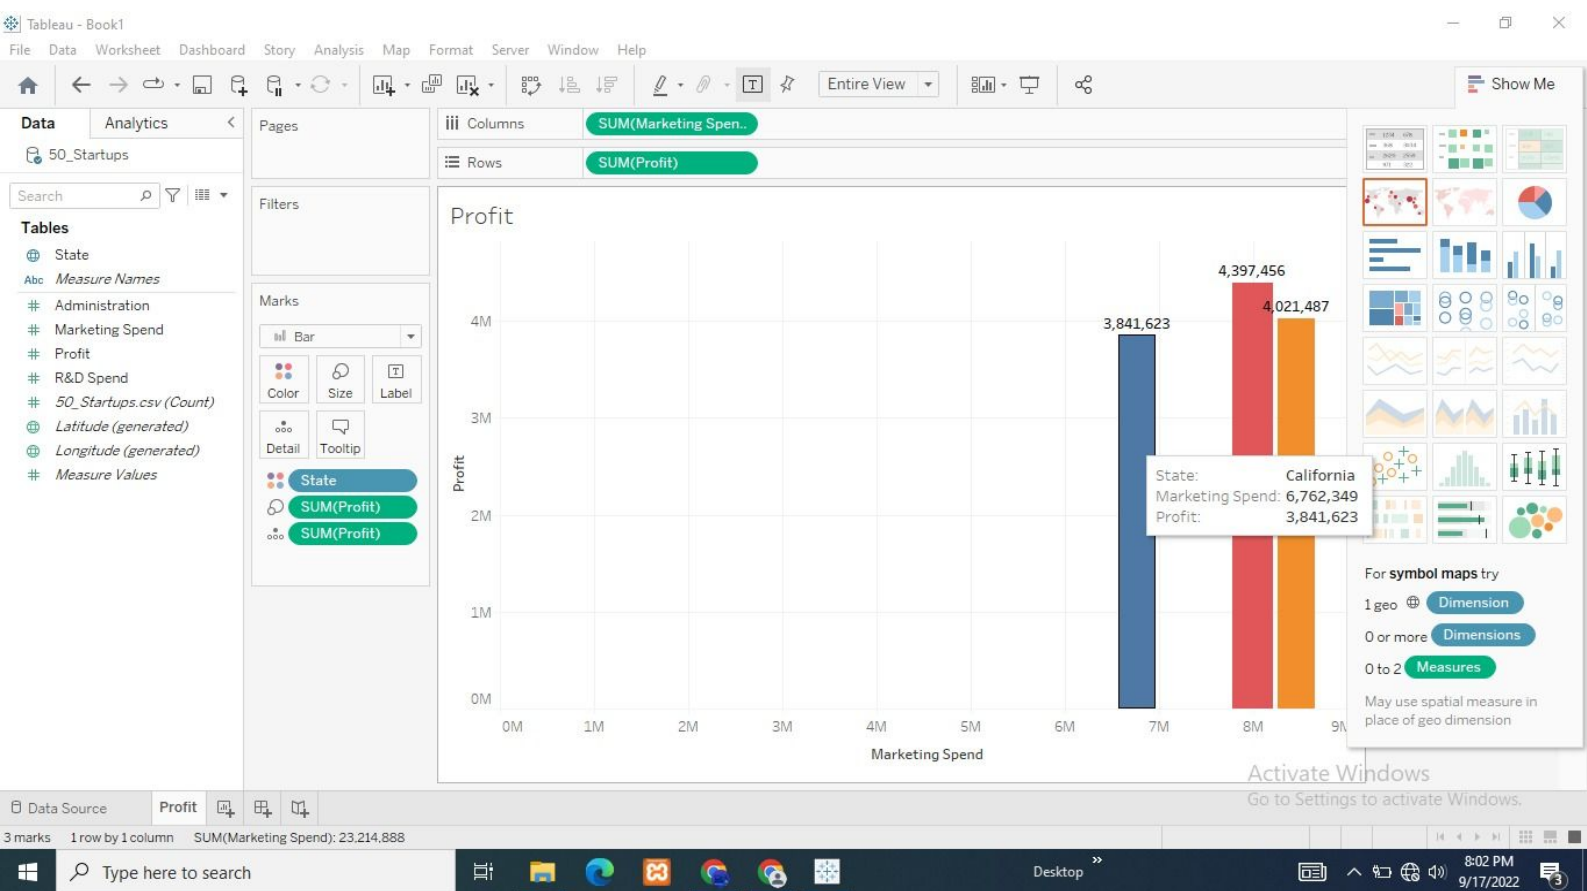 Tableau - Book1
File Data Worksheet Dashboard Story Analysis Map Format Server Window Help
Entire View
Show Me
Data Analytics
50_Startups
Search
Tables
State
Abc Measure Names
Administration
Marketing Spend
Profit
R&D Spend
50_Startups.csv (Count)
Latitude (generated)
Longitude (generated)
Measure Values
Pages
Filters
Marks
Bar
Color Size Label
Detail Tooltip
State
SUM(Profit)
SUM(Profit)
Columns SUM(Marketing Spen..
Rows SUM(Profit)
Profit
4,397,456
4,021,487
3,841,623
4M
3M
2M
1M
0M
Profit
State: California
Marketing Spend: 6,762,349
Profit: 3,841,623
0M 1M 2M 3M 4M 5M 6M 7M 8M
Marketing Spend
For symbol maps try
1 geo Dimension
0 or more Dimensions
0 to 2 Measures
May use spatial measure in
place of geo dimension
Activate Windows
Go to Settings to activate Windows.
Data Source Profit
3 marks 1 row by 1 column SUM(Marketing Spend): 23,214,888
Type here to search
Desktop
8:02 PM
9/17/2022
3